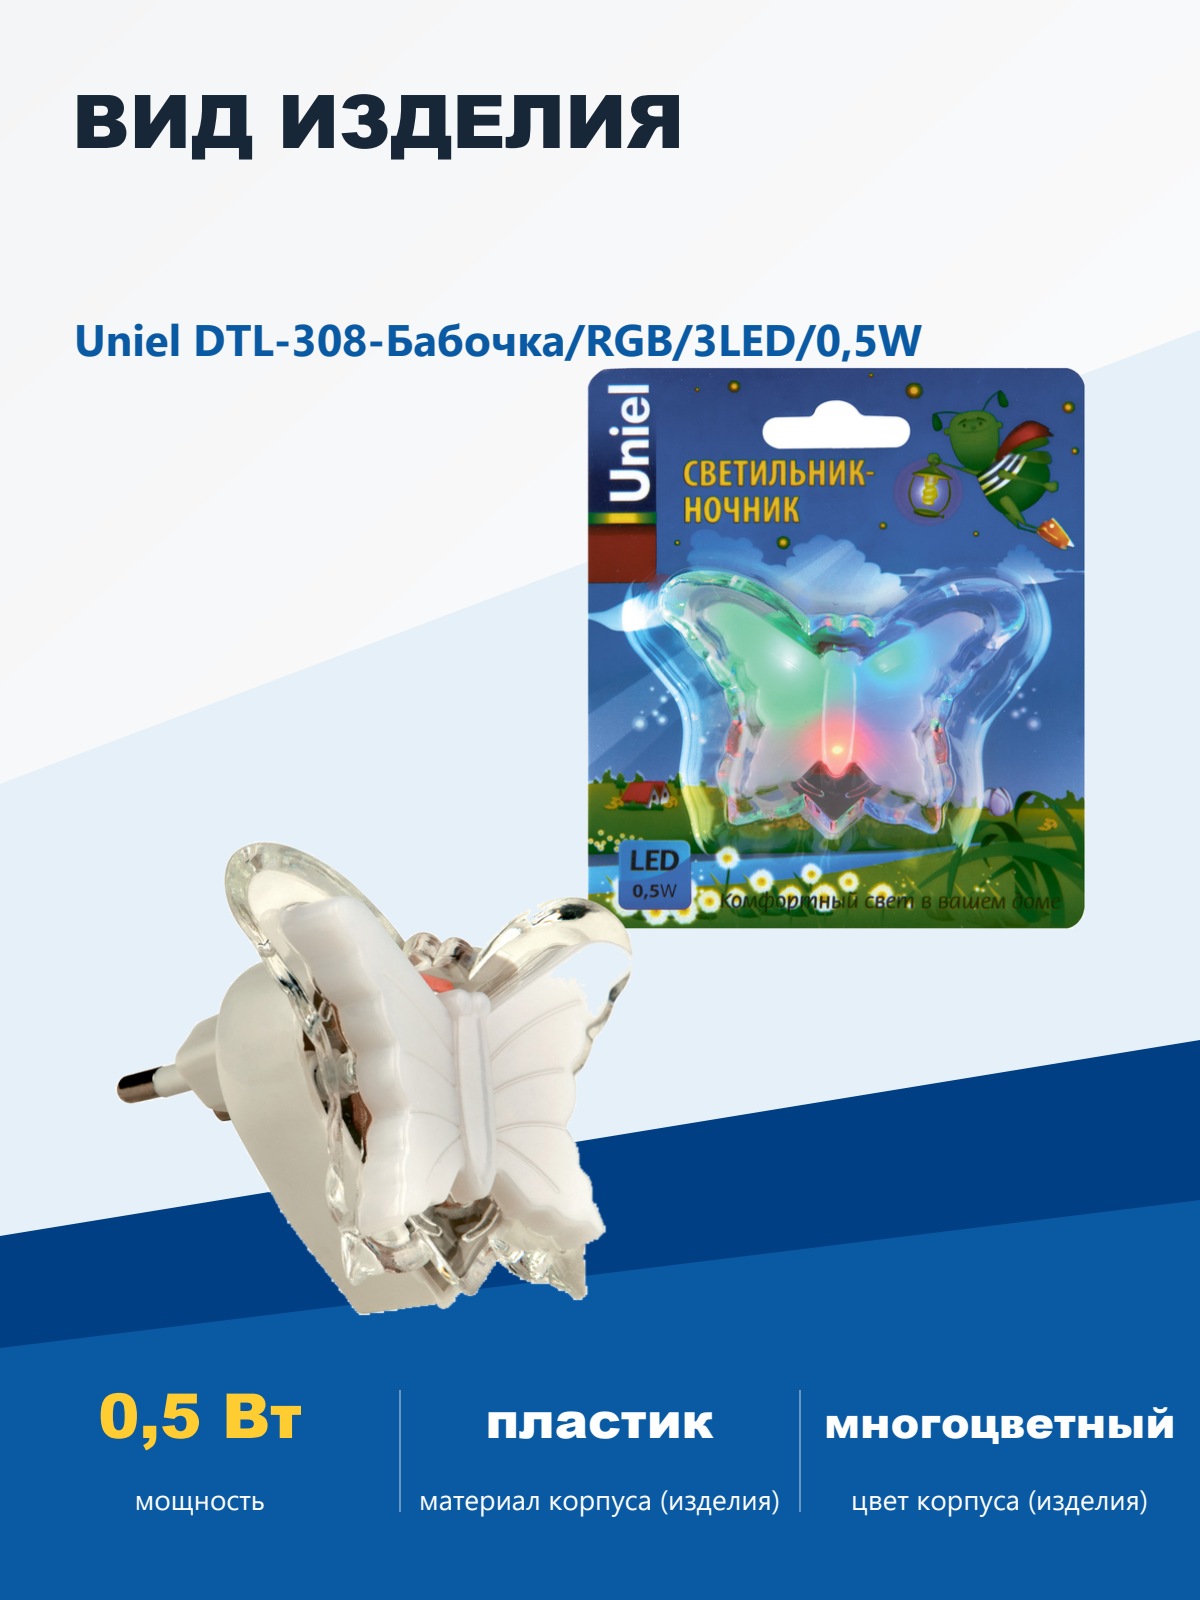 ВИД ИЗДЕЛИЯ
Uniel DTL-308-Бабочка/RGB/3LED/0,5W
Uniel
СВЕТИЛЬНИК-
НОЧНИК
LED
0,5W
Комфортный свет в вашем доме
0,5 Вт
мощность
пластик
материал корпуса (изделия)
многоцветный
цвет корпуса (изделия)